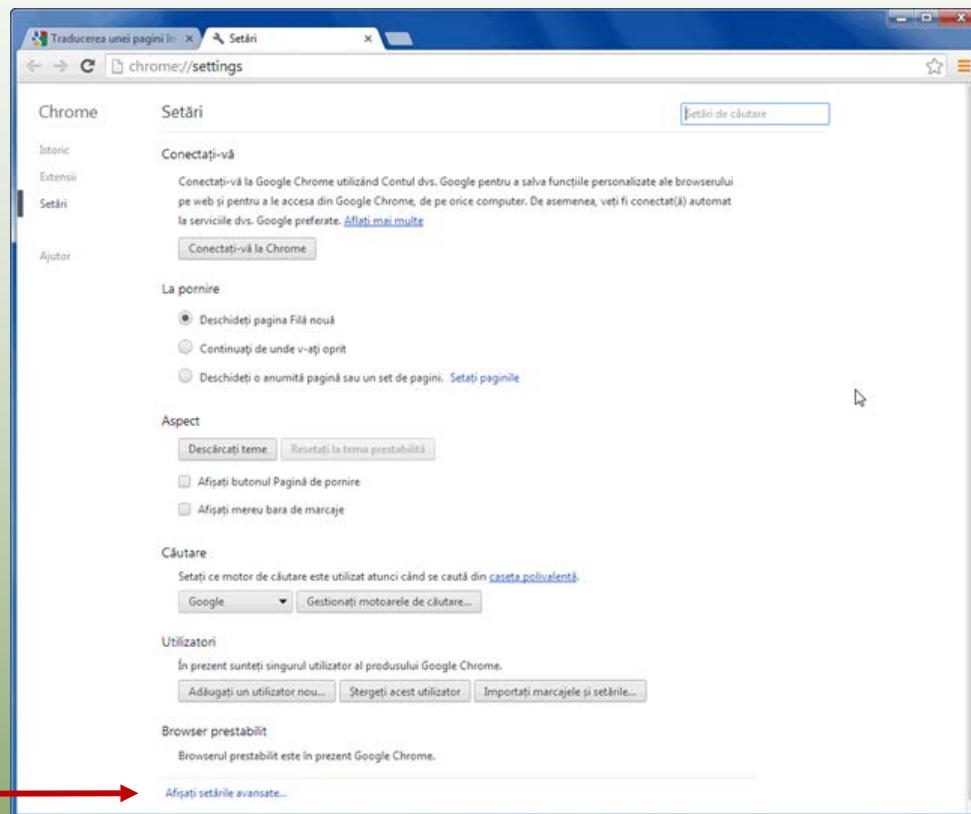 Traducerea unei pagini în
Setări
chrome://settings
Chrome
Setări
Setări de căutare
Istoric
Extensii
Setări
Ajutor
Conectați-vă
Conectați-vă la Google Chrome utilizând Contul dvs. Google pentru a salva funcțiile personalizate ale browserului
pe web și pentru a le accesa din Google Chrome, de pe orice computer. De asemenea, veți fi conectat(ă) automat
la serviciile dvs. Google preferate. Aflați mai multe
Conectați-vă la Chrome
La pornire
Deschideți pagina Filă nouă
Continuați de unde v-ați oprit
Deschideți o anumită pagină sau un set de pagini. Setați paginile
Aspect
Descărcați teme Resetați la tema prestabilită
Afișați butonul Pagină de pornire
Afișați mereu bara de marcaje
Căutare
Setați ce motor de căutare este utilizat atunci când se caută din caseta polivalentă.
Google Gestionați motoarele de căutare...
Utilizatori
În prezent sunteți singurul utilizator al produsului Google Chrome.
Adăugați un utilizator nou... Ștergeți acest utilizator Importați marcajele și setările...
Browser prestabilit
Browserul prestabilit este în prezent Google Chrome.
Afișați setările avansate...